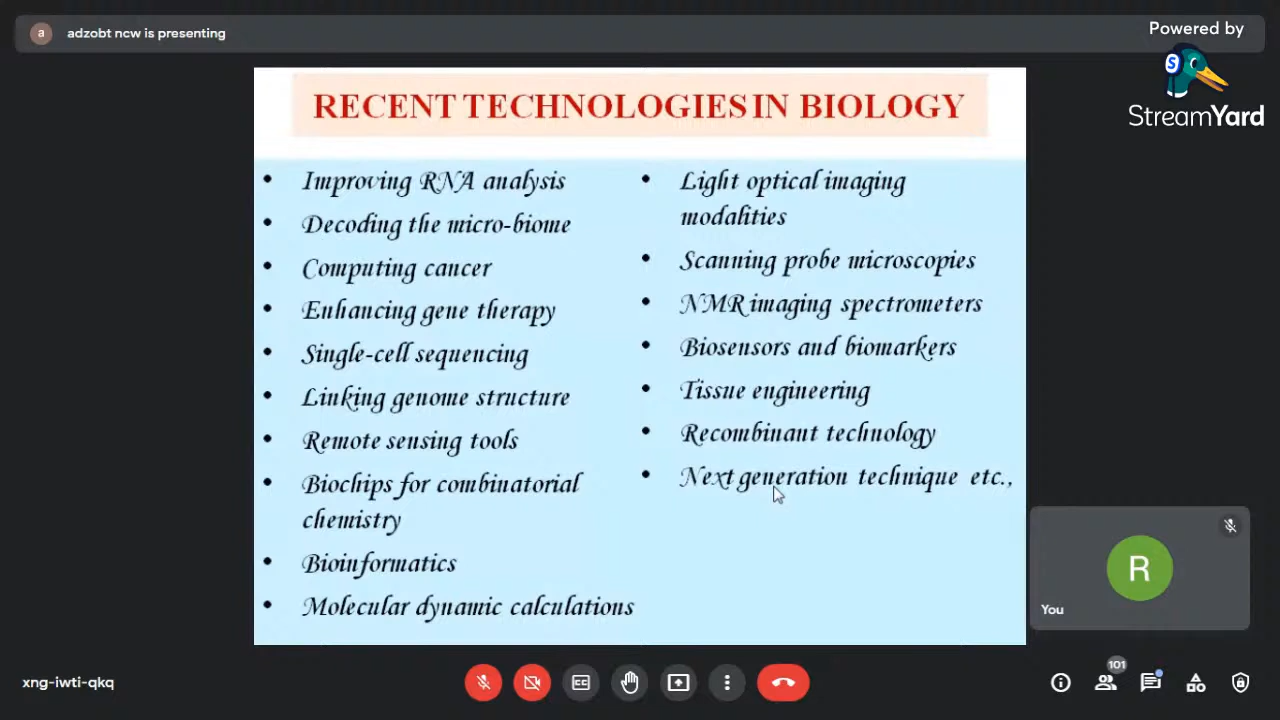 a
adzobt ncw is presenting
Powered by
S
StreamYard
RECENT TECHNOLOGIES IN BIOLOGY
• Improving RNA analysis
• Decoding the micro-biome
• Computing cancer
• Enhancing gene therapy
• Single-cell sequencing
• Linking genome structure
• Remote sensing tools
• Biochips for combinatorial
chemistry
• Bioinformatics
• Molecular dynamic calculations
• Light optical imaging
modalities
• Scanning probe microscopies
• NMR imaging spectrometers
• Biosensors and biomarkers
• Tissue engineering
• Recombinant technology
• Next generation technique etc.,
R
You
xng-iwti-qkq
CC
101